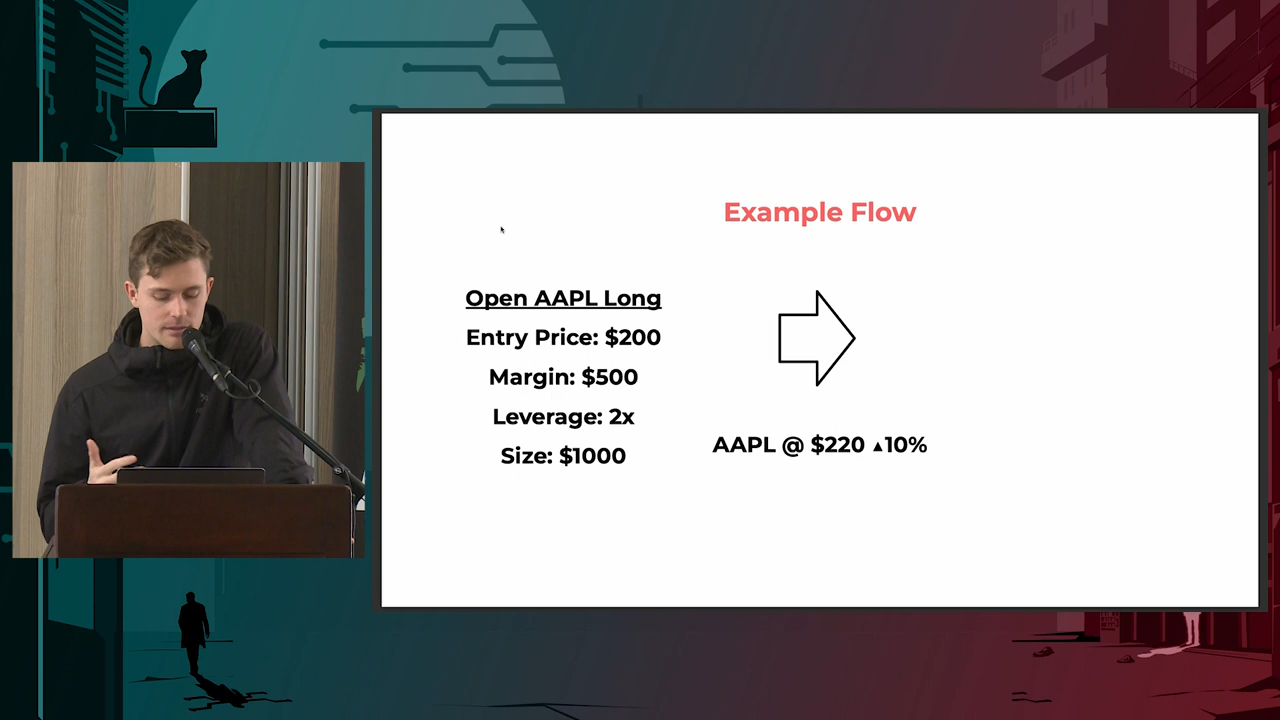 Example Flow
Open AAPL Long
Entry Price: $200
Margin: $500
Leverage: 2x
Size: $1000
AAPL @ $220 ▲10%